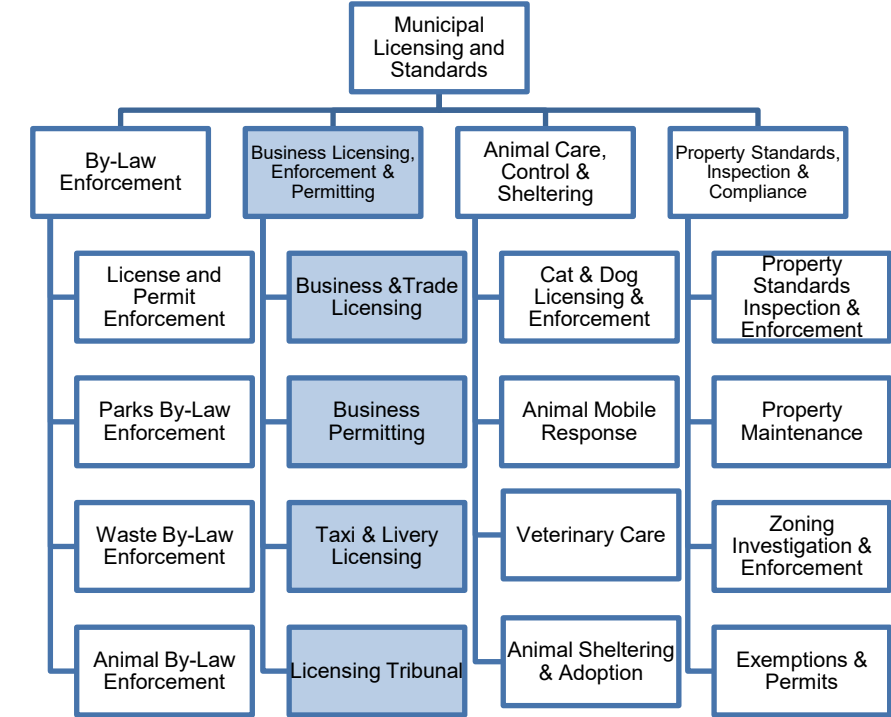 Municipal
Licensing and
Standards
By-Law
Enforcement
License and
Permit
Enforcement
Parks By-Law
Enforcement
Waste By-Law
Enforcement
Animal By-Law
Enforcement
Business Licensing,
Enforcement &
Permitting
Business &Trade
Licensing
Business
Permitting
Taxi & Livery
Licensing
Licensing Tribunal
Animal Care,
Control &
Sheltering
Cat & Dog
Licensing &
Enforcement
Animal Mobile
Response
Veterinary Care
Animal Sheltering
& Adoption
Property Standards,
Inspection &
Compliance
Property
Standards
Inspection &
Enforcement
Property
Maintenance
Zoning
Investigation &
Enforcement
Exemptions &
Permits